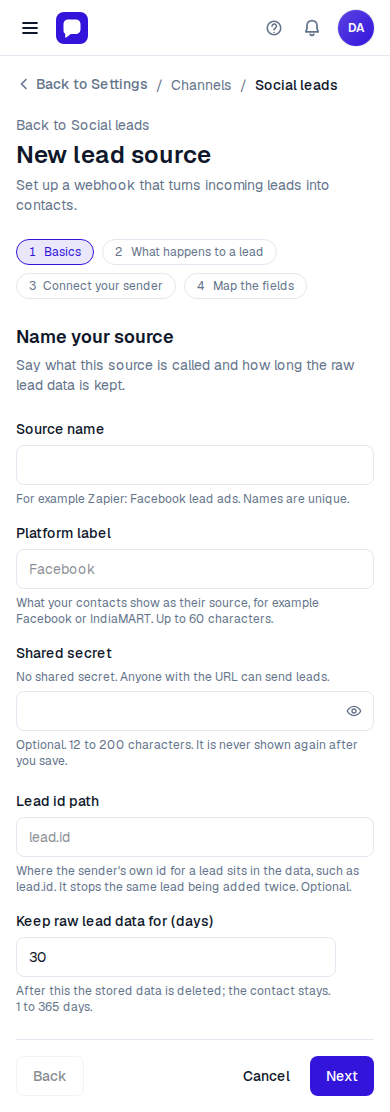 DA
Back to Settings / Channels / Social leads
Back to Social leads
New lead source
Set up a webhook that turns incoming leads into
contacts.
1 Basics
2 What happens to a lead
3 Connect your sender
4 Map the fields
Name your source
Say what this source is called and how long the raw
lead data is kept.
Source name
For example Zapier: Facebook lead ads. Names are unique.
Platform label
Facebook
What your contacts show as their source, for example
Facebook or IndiaMART. Up to 60 characters.
Shared secret
No shared secret. Anyone with the URL can send leads.
Optional. 12 to 200 characters. It is never shown again after
you save.
Lead id path
lead.id
Where the sender's own id for a lead sits in the data, such as
lead.id. It stops the same lead being added twice. Optional.
Keep raw lead data for (days)
30
After this the stored data is deleted; the contact stays.
1 to 365 days.
Back
Cancel
Next